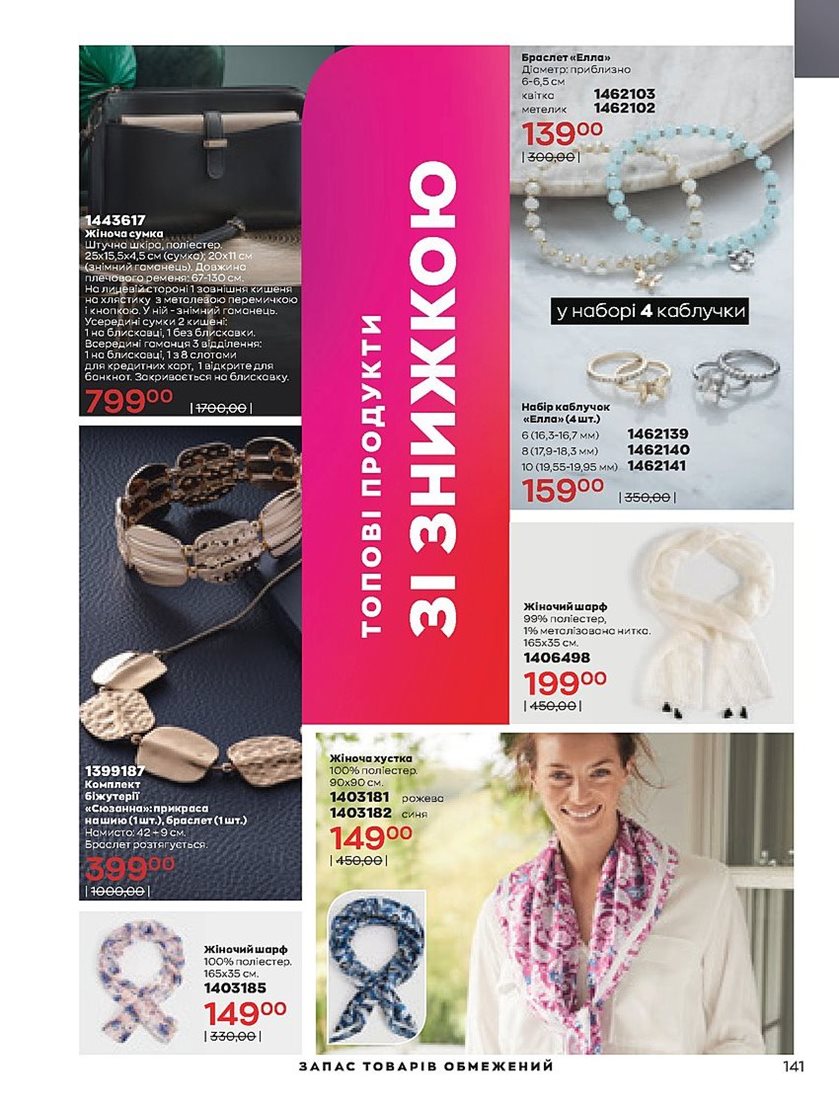 1443617
Жіноча сумка
Штучна шкіра, поліестер.
25х15,5х4,5 см (сумка); 20х11 см
(знімний гаманець). Довжина
плечового ременя: 67-130 см.
На лицевій стороні 1 зовнішня кишеня
на хлястику з металевою перемичкою
і кнопкою. У ній - знімний гаманець.
Усередині сумки 2 кишені:
1 на блискавці, 1 без блискавки.
Всередині гаманця 3 відділення:
1 на блискавці, 1 з 8 слотами
для кредитних карт, 1 відкрите для
банкнот. Закривається на блискавку.
79900 |1700,00|
ТОПОВІ ПРОДУКТИ
ЗІ ЗНИЖКОЮ
Браслет «Елла»
Діаметр: приблизно
6-6,5 см
квітка 1462103
метелик 1462102
13900
|300,00|
у наборі 4 каблучки
Набір каблучок
«Елла» (4 шт.)
6 (16,3-16,7 мм) 1462139
8 (17,9-18,3 мм) 1462140
10 (19,55-19,95 мм) 1462141
15900 |350,00|
1399187
Комплект
біжутерії
«Сюзанна»: прикраса
на шию (1 шт.), браслет (1 шт.)
Намисто: 42 + 9 см.
Браслет розтягується.
39900
|1000,00|
Жіночий шарф
99% поліестер,
1% металізована нитка.
165х35 см.
1406498
19900
|450,00|
Жіноча хустка
100% поліестер.
90х90 см.
1403181 рожева
1403182 синя
14900
|450,00|
Жіночий шарф
100% поліестер.
165х35 см.
1403185
14900
|330,00|
ЗАПАС ТОВАРІВ ОБМЕЖЕНИЙ
141